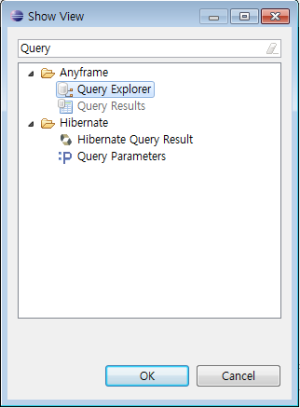 Show View
Query
Anyframe
Query Explorer
Query Results
Hibernate
Hibernate Query Result
Query Parameters
OK
Cancel